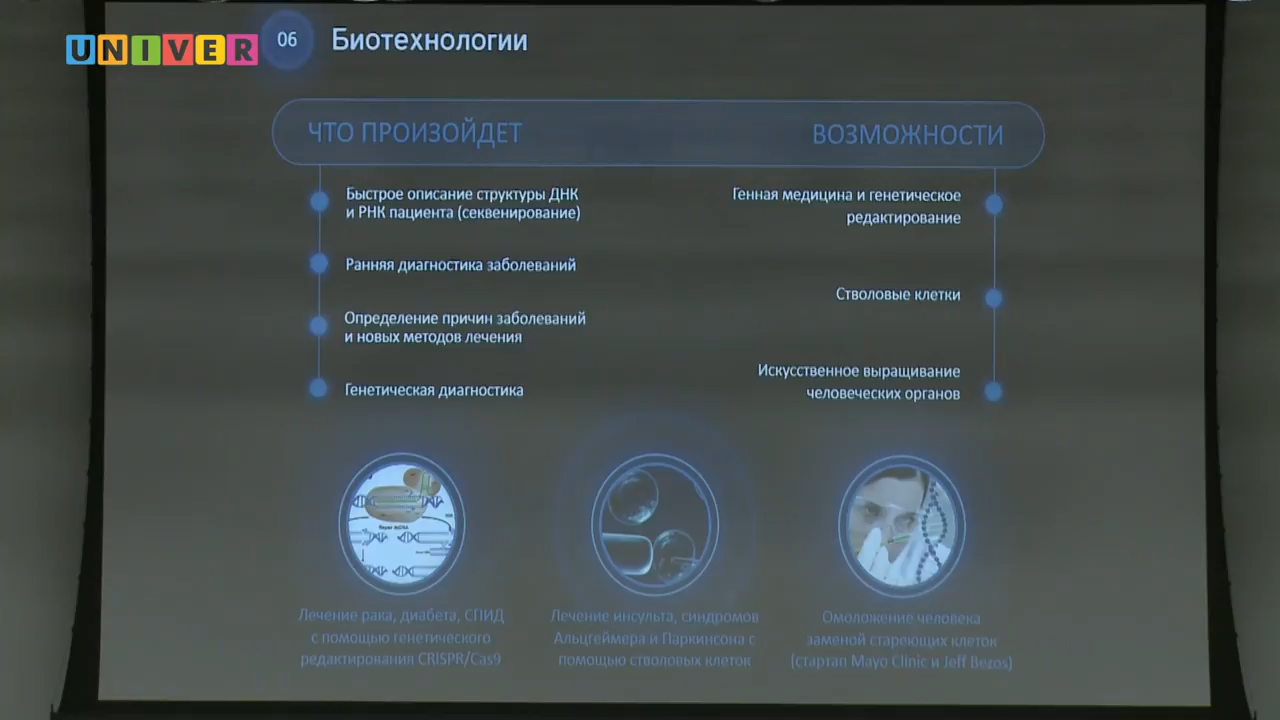 UNIVER
06
Биотехнологии
ЧТО ПРОИЗОЙДЕТ
ВОЗМОЖНОСТИ
Быстрое описание структуры ДНК
и РНК пациента (секвенирование)
Ранняя диагностика заболеваний
Определение причин заболеваний
и новых методов лечения
Генетическая диагностика
Генная медицина и генетическое
редактирование
Стволовые клетки
Искусственное выращивание
человеческих органов
Лечение рака, диабета, СПИД
с помощью генетического
редактирования CRISPR/Cas9
Лечение инсульта, синдромов
Альцгеймера и Паркинсона с
помощью стволовых клеток
Омоложение человека
заменой стареющих клеток
(стартап Mayo Clinic и Jeff Bezos)